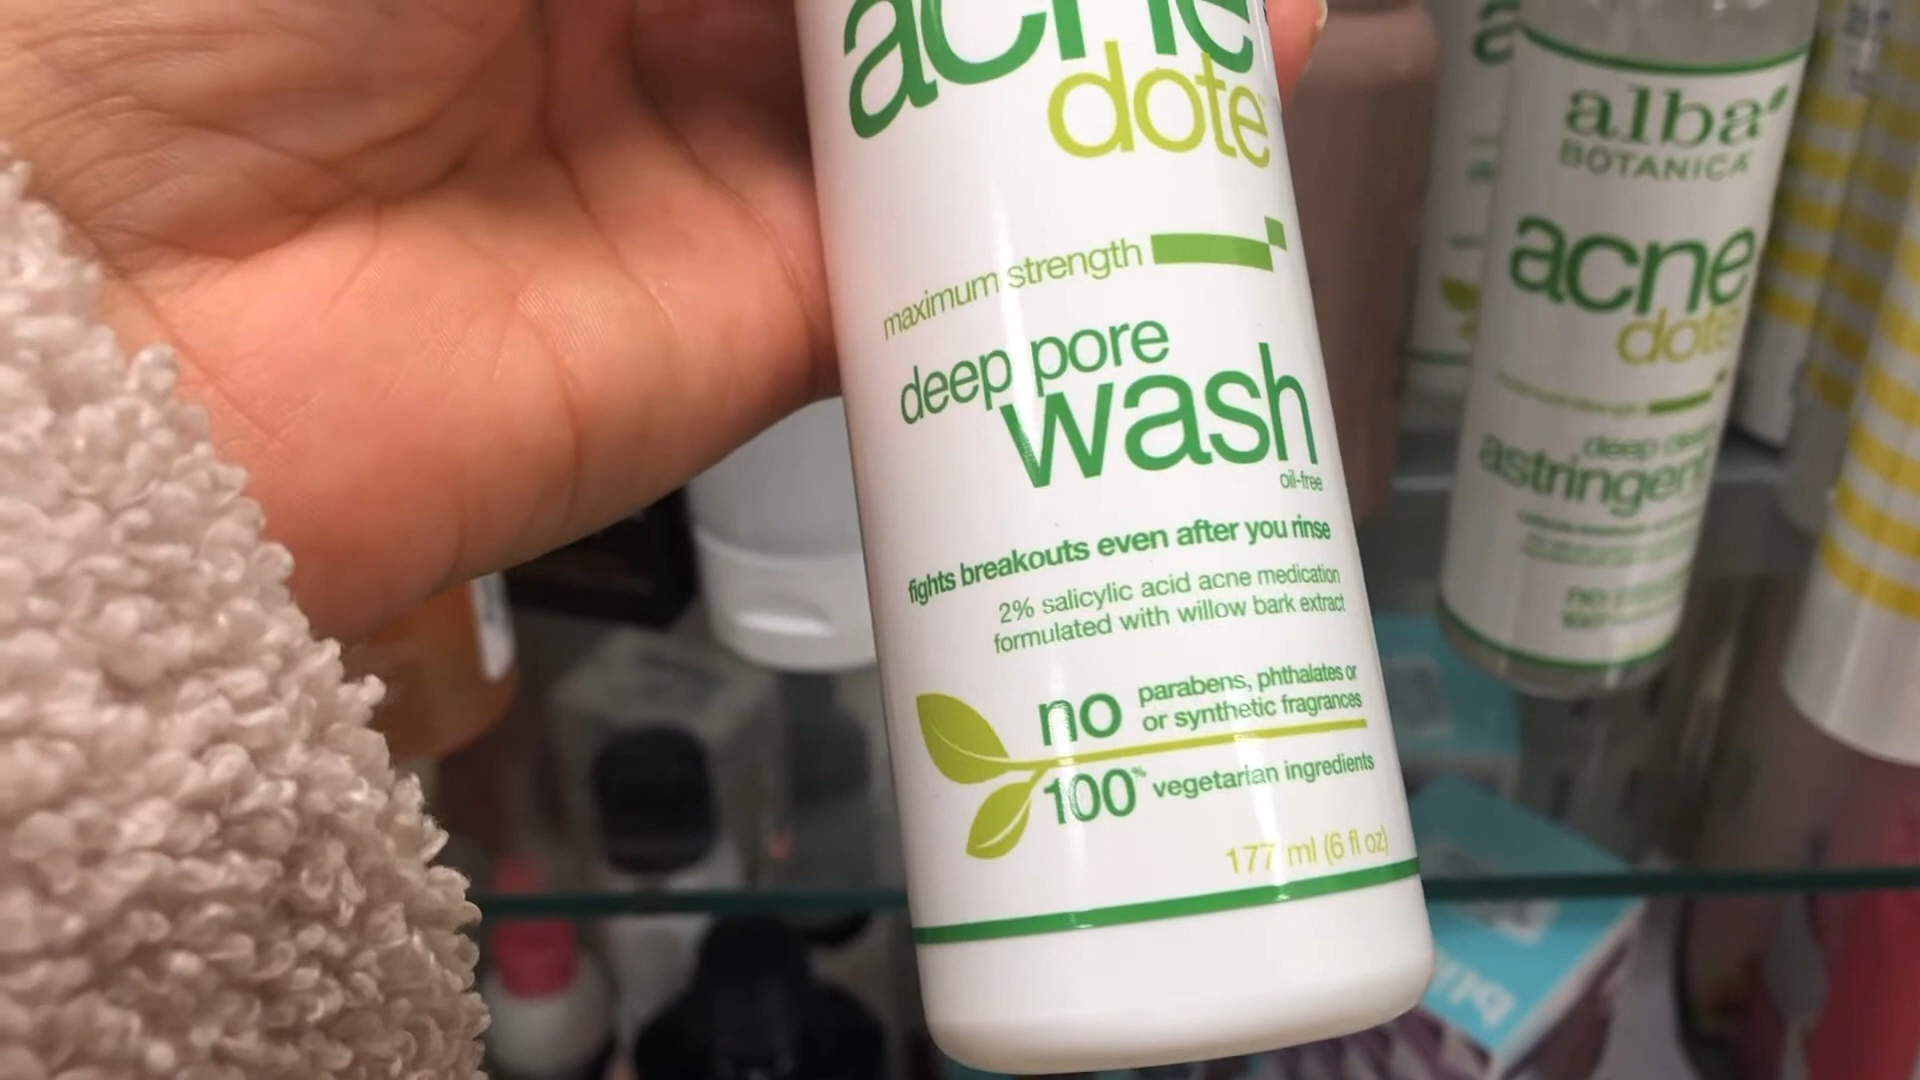 acne
dote
maximum strength
deep pore
wash
oil-free
fights breakouts even after you rinse
2% salicylic acid acne medication
formulated with willow bark extract
no parabens, phthalates or
or synthetic fragrances
100% vegetarian ingredients
177 ml (6 fl oz)
alba
BOTANICA
acne
dote
deep clean
astringent